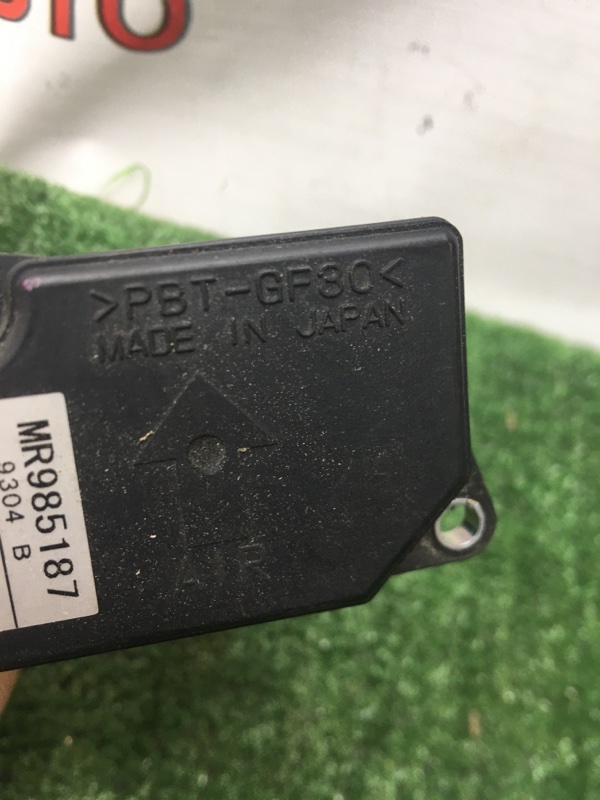 >PBT-GF30<
MADE IN JAPAN
MR985187
9304 B
AIR